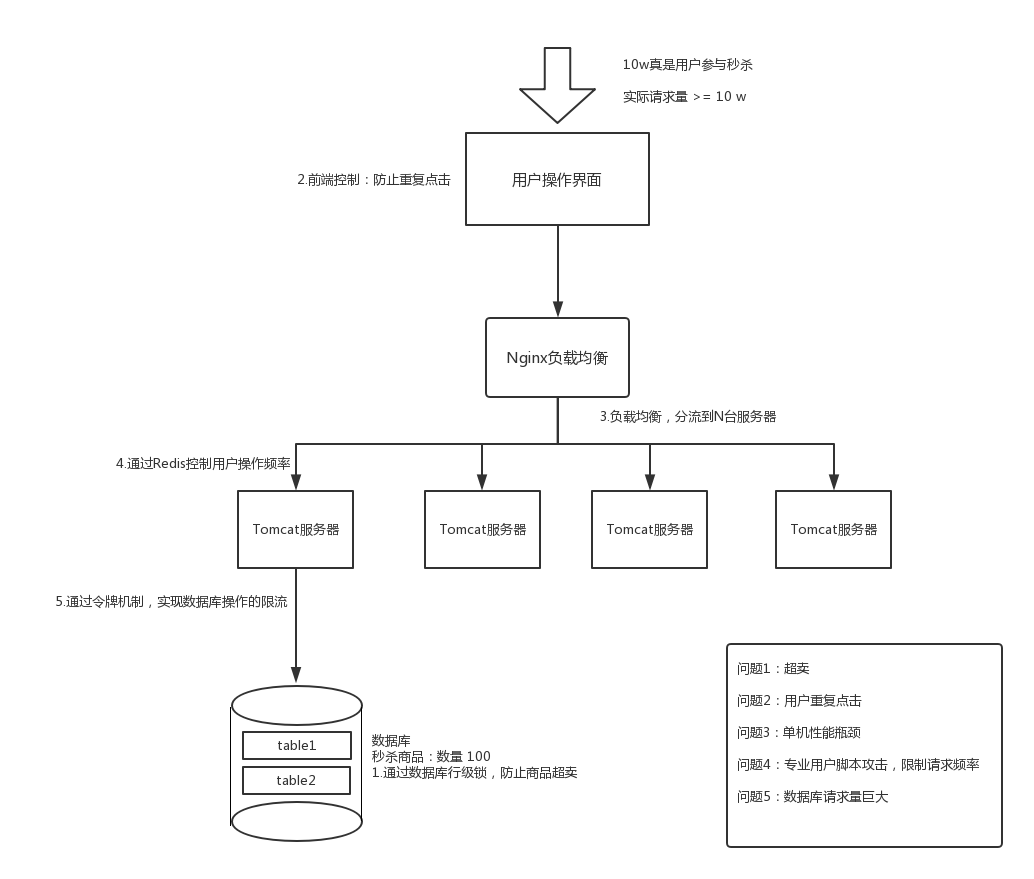 10w真是用户参与秒杀
实际请求量 >= 10 w
2.前端控制：防止重复点击
用户操作界面
Nginx负载均衡
3.负载均衡，分流到N台服务器
4.通过Redis控制用户操作频率
Tomcat服务器
Tomcat服务器
Tomcat服务器
Tomcat服务器
5.通过令牌机制，实现数据库操作的限流
table1
table2
数据库
秒杀商品：数量 100
1.通过数据库行级锁，防止商品超卖
问题1：超卖
问题2：用户重复点击
问题3：单机性能瓶颈
问题4：专业用户脚本攻击，限制请求频率
问题5：数据库请求量巨大